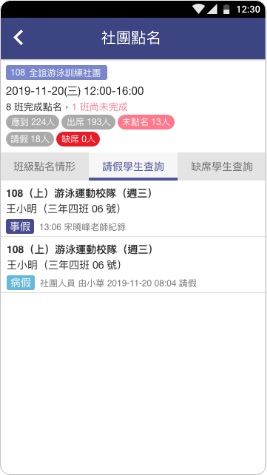 12:30
社團點名
108 全誼游泳訓練社團
2019-11-20(三) 12:00-16:00
8 班完成點名，1 班尚未完成
應到 224人 出席 193人 未點名 13人
請假 18人 缺席 0人
班級點名情形 請假學生查詢 缺席學生查詢
108（上）游泳運動校隊（週三）
王小明（三年四班 06 號）
事假 13:06 宋曉峰老師紀錄
108（上）游泳運動校隊（週三）
王小明（三年四班 06 號）
病假 社團人員 由小華 2019-11-20 08:04 請假